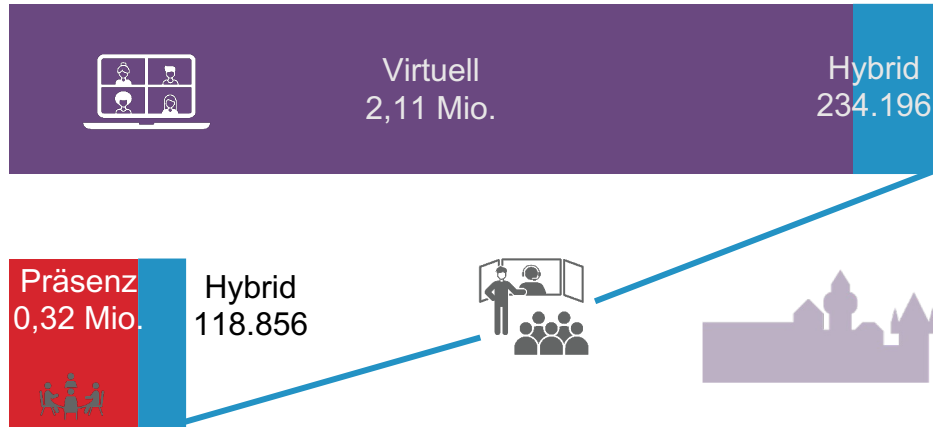 Virtuell
2,11 Mio.
Hybrid
234.196
Präsenz
0,32 Mio.
Hybrid
118.856